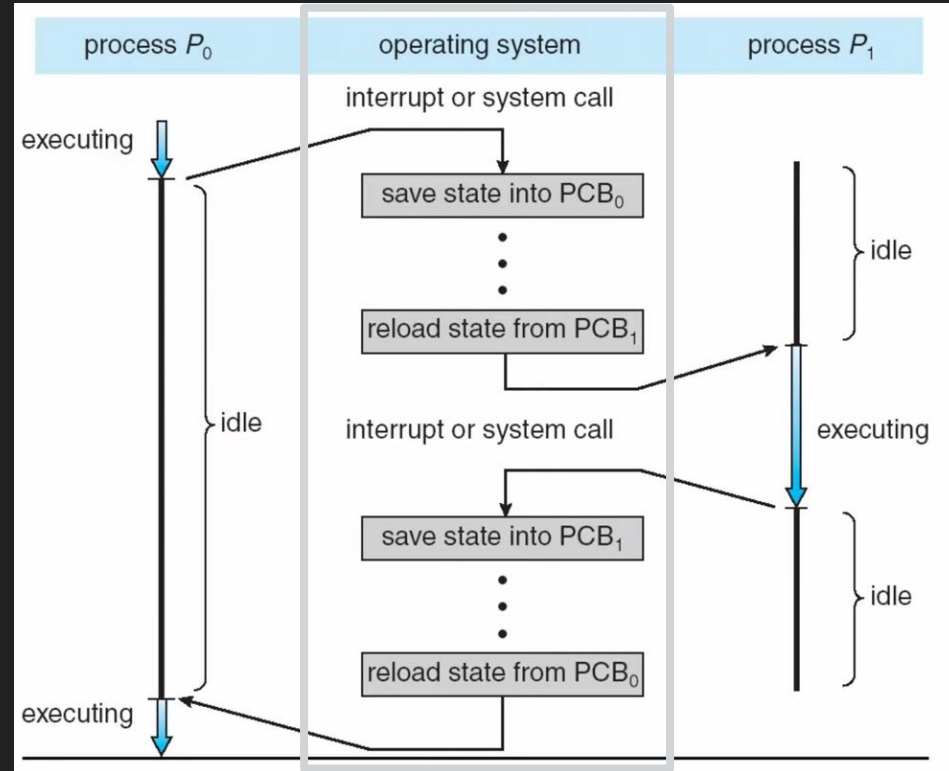 process P₀ operating system process P₁
interrupt or system call
executing
save state into PCB₀
idle
reload state from PCB₁
idle
interrupt or system call
executing
save state into PCB₁
idle
reload state from PCB₀
executing